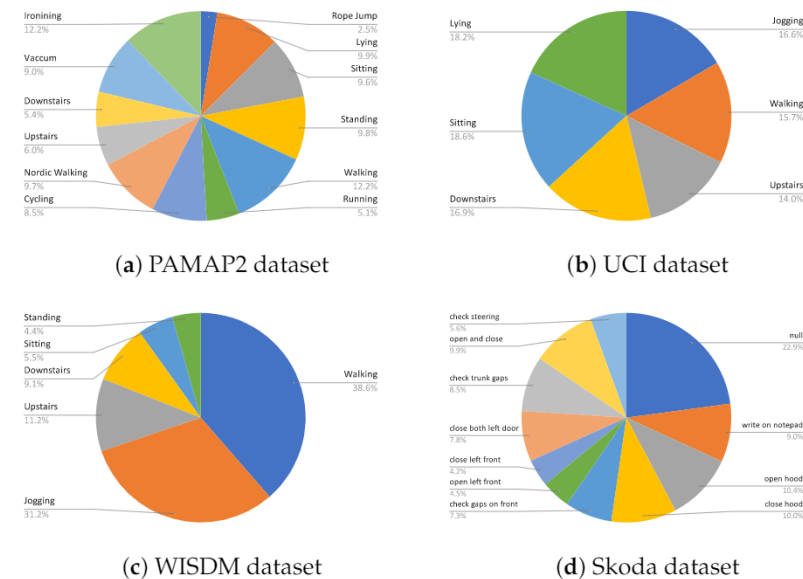 Ironining
12.2%
Vaccum
9.0%
Downstairs
5.4%
Upstairs
6.0%
Nordic Walking
9.7%
Cycling
8.5%
Rope Jump
2.5%
Lying
9.9%
Sitting
9.6%
Standing
9.8%
Walking
12.2%
Running
5.1%
(a) PAMAP2 dataset
Lying
18.2%
Sitting
18.6%
Downstairs
16.9%
Jogging
16.6%
Walking
15.7%
Upstairs
14.0%
(b) UCI dataset
Standing
4.4%
Sitting
5.5%
Downstairs
9.1%
Upstairs
11.2%
Jogging
31.2%
Walking
38.6%
(c) WISDM dataset
check steering
5.6%
open and close
9.9%
check trunk gaps
8.5%
close both left door
7.8%
close left front
4.2%
open left front
4.5%
check gaps on front
7.3%
null
22.9%
write on notepad
9.0%
open hood
10.4%
close hood
10.0%
(d) Skoda dataset